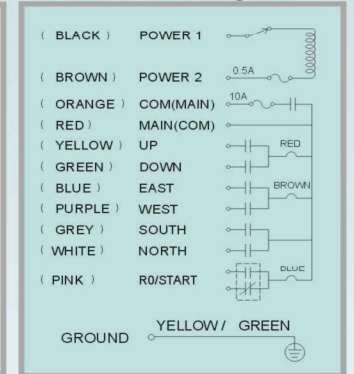 ( BLACK ) POWER 1
( BROWN ) POWER 2 0.5A
( ORANGE ) COM(MAIN) 10A
( RED ) MAIN(COM)
( YELLOW ) UP RED
( GREEN ) DOWN
( BLUE ) EAST BROWN
( PURPLE ) WEST
( GREY ) SOUTH
( WHITE ) NORTH
( PINK ) R0/START BLUE
GROUND YELLOW / GREEN